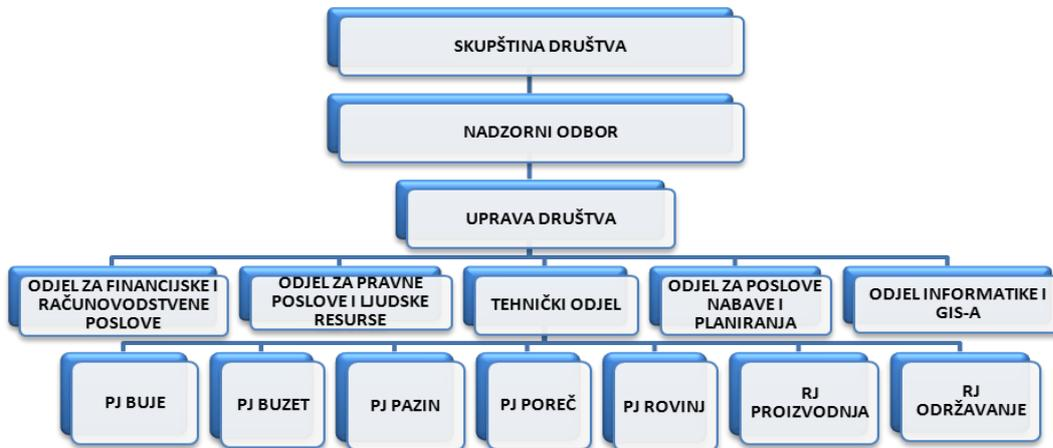 SKUPŠTINA DRUŠTVA
NADZORNI ODBOR
UPRAVA DRUŠTVA
ODJEL ZA FINANCIJSKE I
RAČUNOVODSTVENE
POSLOVE
ODJEL ZA PRAVNE
POSLOVE I LJUDSKE
RESURSE
TEHNIČKI ODJEL
ODJEL ZA POSLOVE
NABAVE I
PLANIRANJA
ODJEL INFORMATIKE I
GIS-A
PJ BUJE
PJ BUZET
PJ PAZIN
PJ POREČ
PJ ROVINJ
RJ
PROIZVODNJA
RJ
ODRŽAVANJE